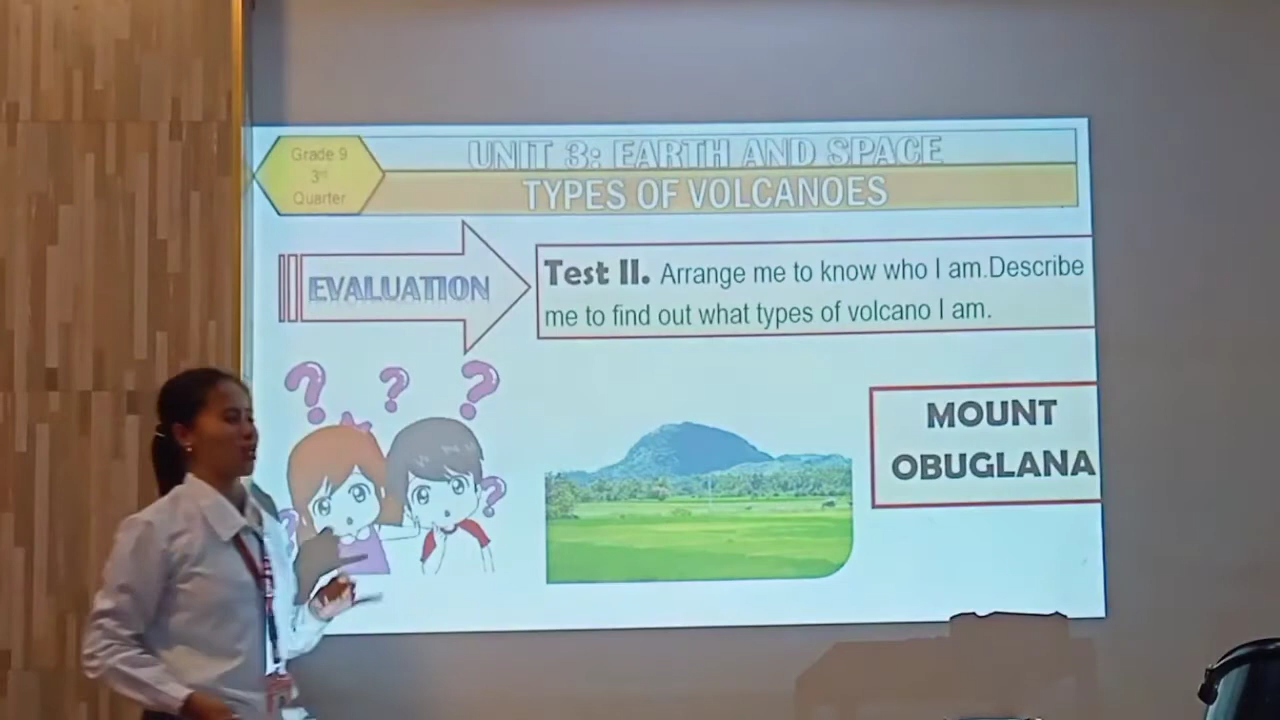 Grade 9
3rd
Quarter
UNIT 3: EARTH AND SPACE
TYPES OF VOLCANOES
EVALUATION
Test II. Arrange me to know who I am.Describe
me to find out what types of volcano I am.
MOUNT
OBUGLANA